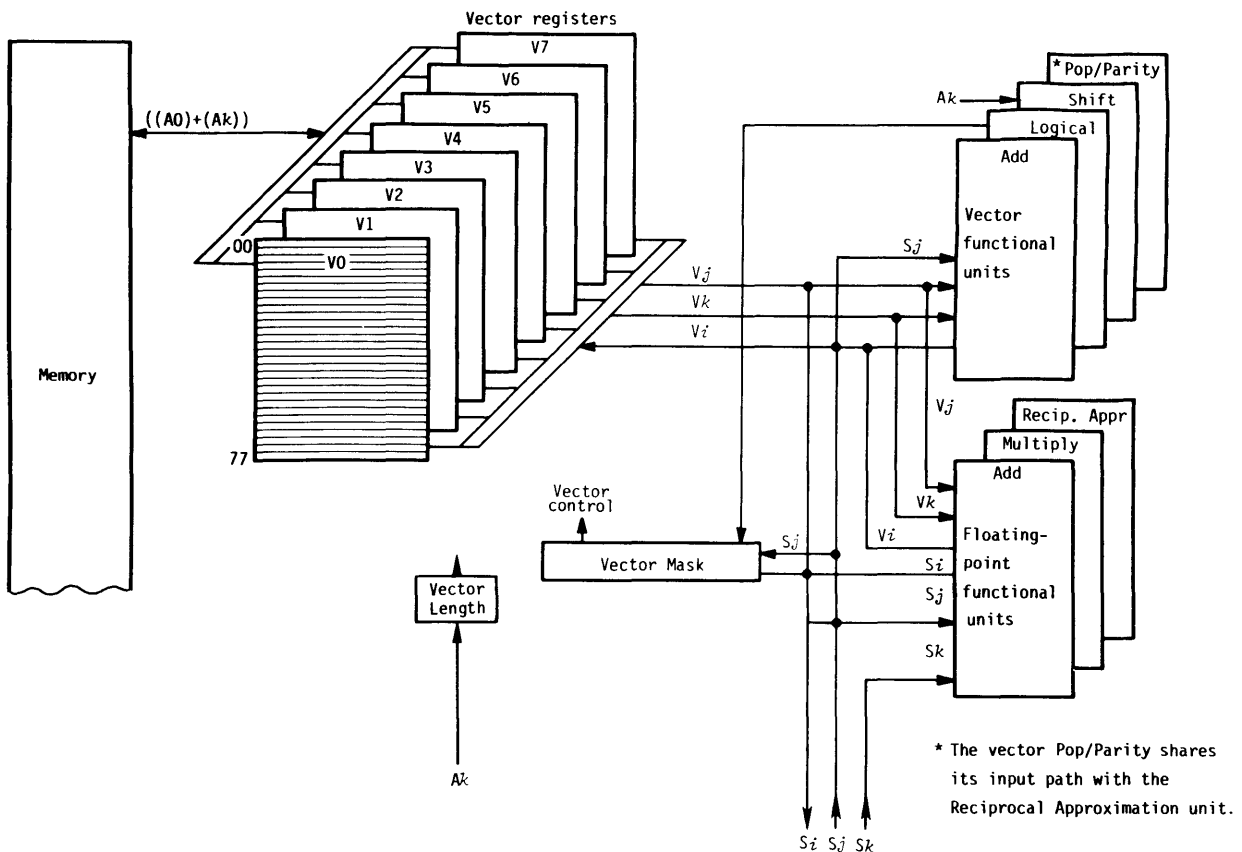 Vector registers
V7
V6
V5
V4
V3
V2
V1
V0
00
77
((A0)+(Ak))
Memory
* Pop/Parity
Shift
Logical
Add
Ak
Vector
functional
units
Sj
Vj
Vk
Vi
Vj
Recip. Appr
Multiply
Add
Vk
Vi
Si
Sj
Sk
Floating-
point
functional
units
Vector
control
Vector Mask
Sj
Vector
Length
Ak
Si Sj Sk
* The vector Pop/Parity shares
its input path with the
Reciprocal Approximation unit.